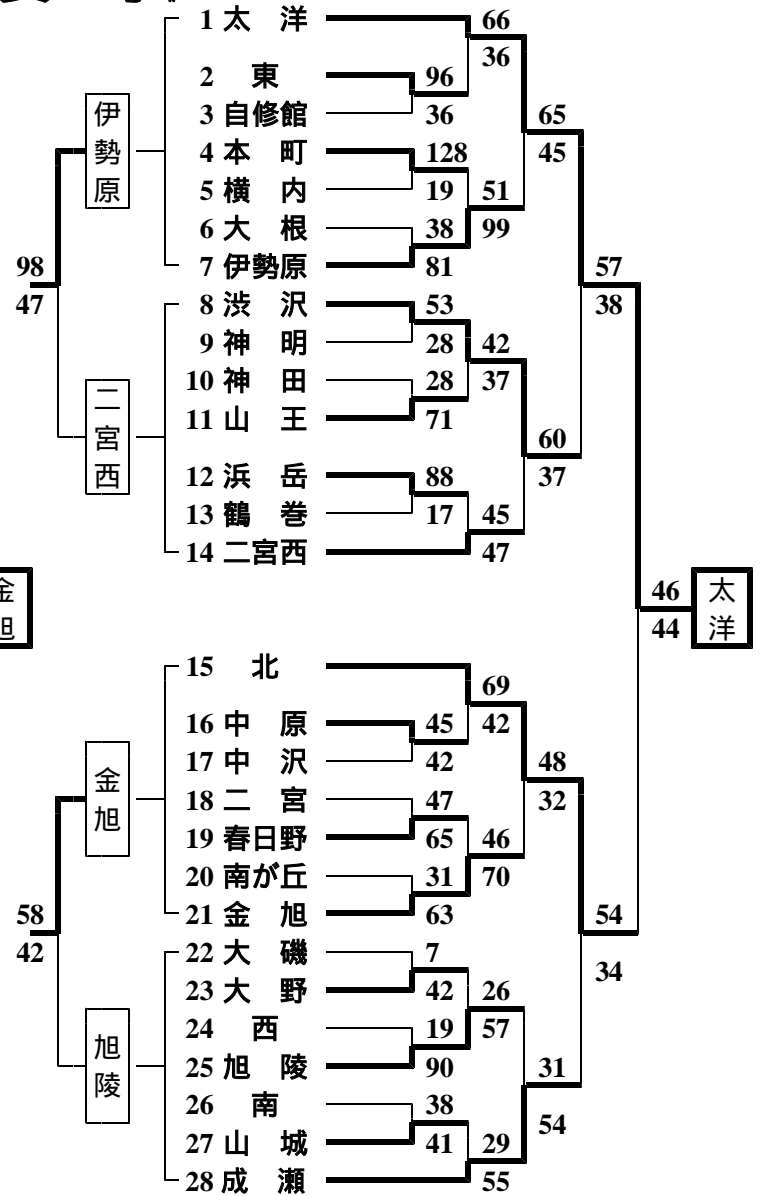 1 太 洋
66
36
2 東
96
3 自修館
36
65
45
4 本 町
128
5 横 内
19
51
99
6 大 根
38
7 伊勢原
81
伊勢原
98
47
57
38
8 渋 沢
53
9 神 明
28
42
37
10 神 田
28
11 山 王
71
二宮西
60
37
12 浜 岳
88
13 鶴 巻
17
45
47
14 二宮西
金旭
46
44
太洋
15 北
69
42
16 中 原
45
17 中 沢
42
48
32
18 二 宮
47
19 春日野
65
46
70
20 南が丘
31
21 金 旭
63
金旭
58
42
54
34
22 大 磯
7
23 大 野
42
26
57
24 西
19
25 旭 陵
90
旭陵
31
54
26 南
38
27 山 城
41
29
55
28 成 瀬